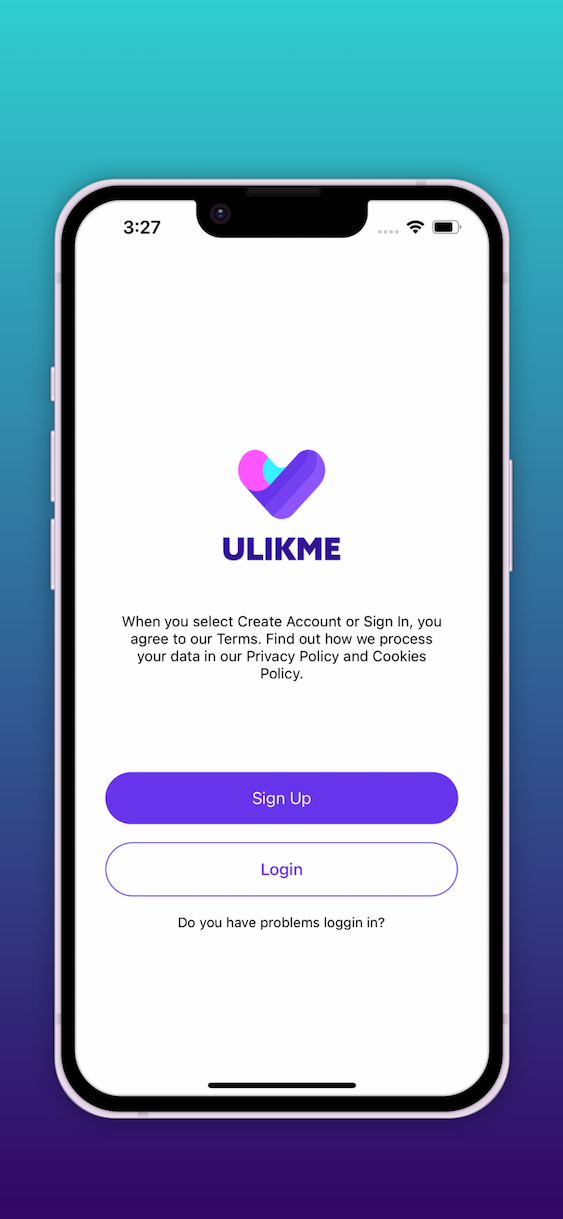 3:27
ULIKME
When you select Create Account or Sign In, you
agree to our Terms. Find out how we process
your data in our Privacy Policy and Cookies
Policy.
Sign Up
Login
Do you have problems loggin in?